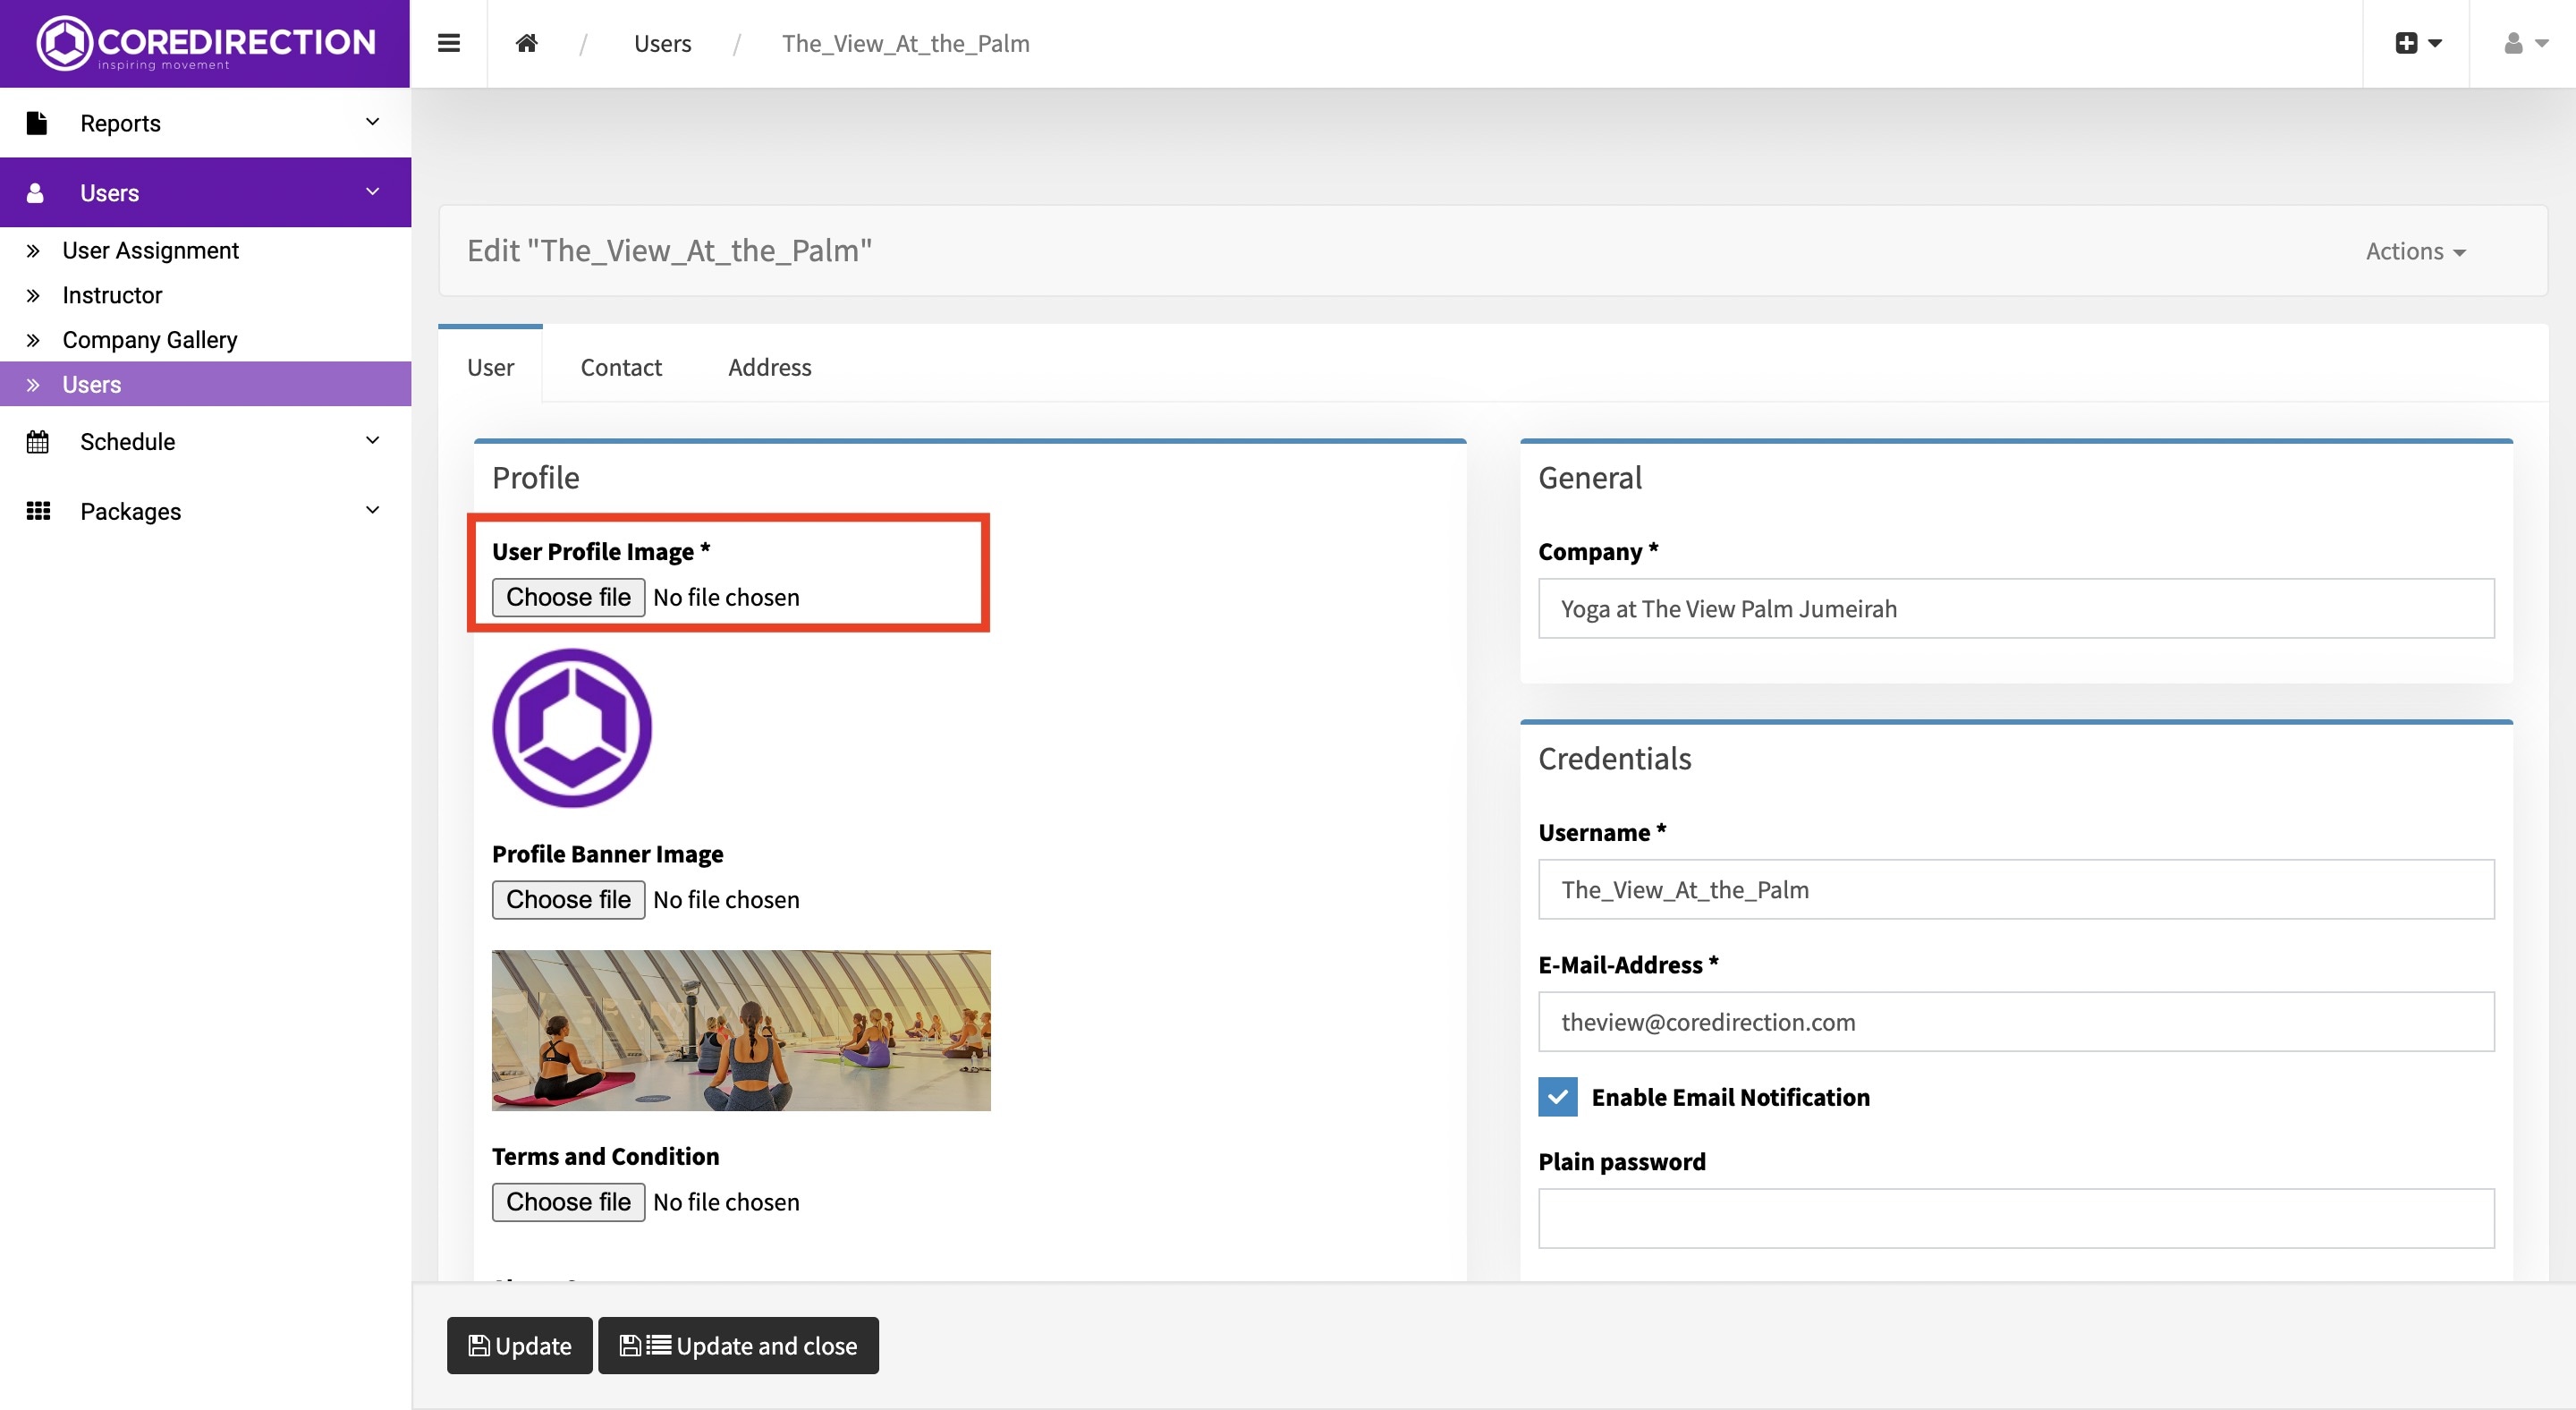 COREDIRECTION
inspiring movement
/ Users / The_View_At_the_Palm
Reports
Users
User Assignment
Instructor
Company Gallery
Users
Schedule
Packages
Edit "The_View_At_the_Palm"
Actions
User Contact Address
Profile
User Profile Image *
Choose file No file chosen
Profile Banner Image
Choose file No file chosen
Terms and Condition
Choose file No file chosen
General
Company *
Yoga at The View Palm Jumeirah
Credentials
Username *
The_View_At_the_Palm
E-Mail-Address *
theview@coredirection.com
Enable Email Notification
Plain password
Update
Update and close